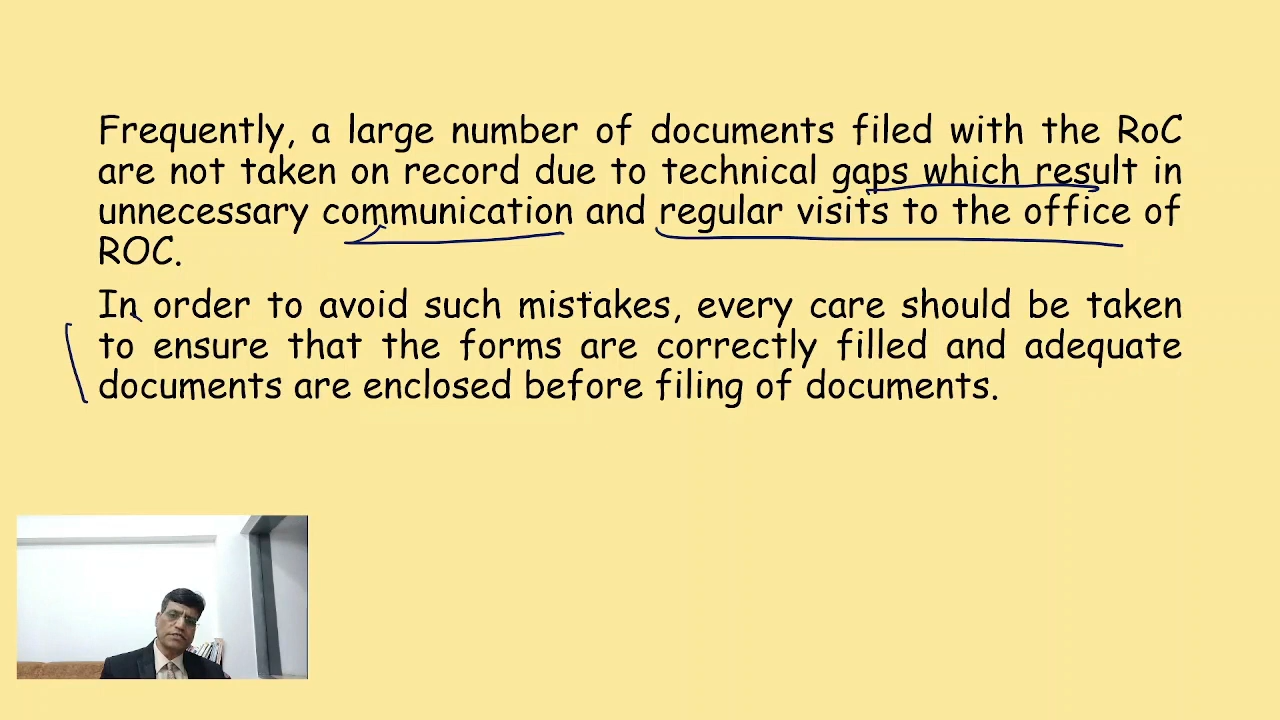 Frequently, a large number of documents filed with the RoC
are not taken on record due to technical gaps which result in
unnecessary communication and regular visits to the office of
ROC.
In order to avoid such mistakes, every care should be taken
to ensure that the forms are correctly filled and adequate
documents are enclosed before filing of documents.